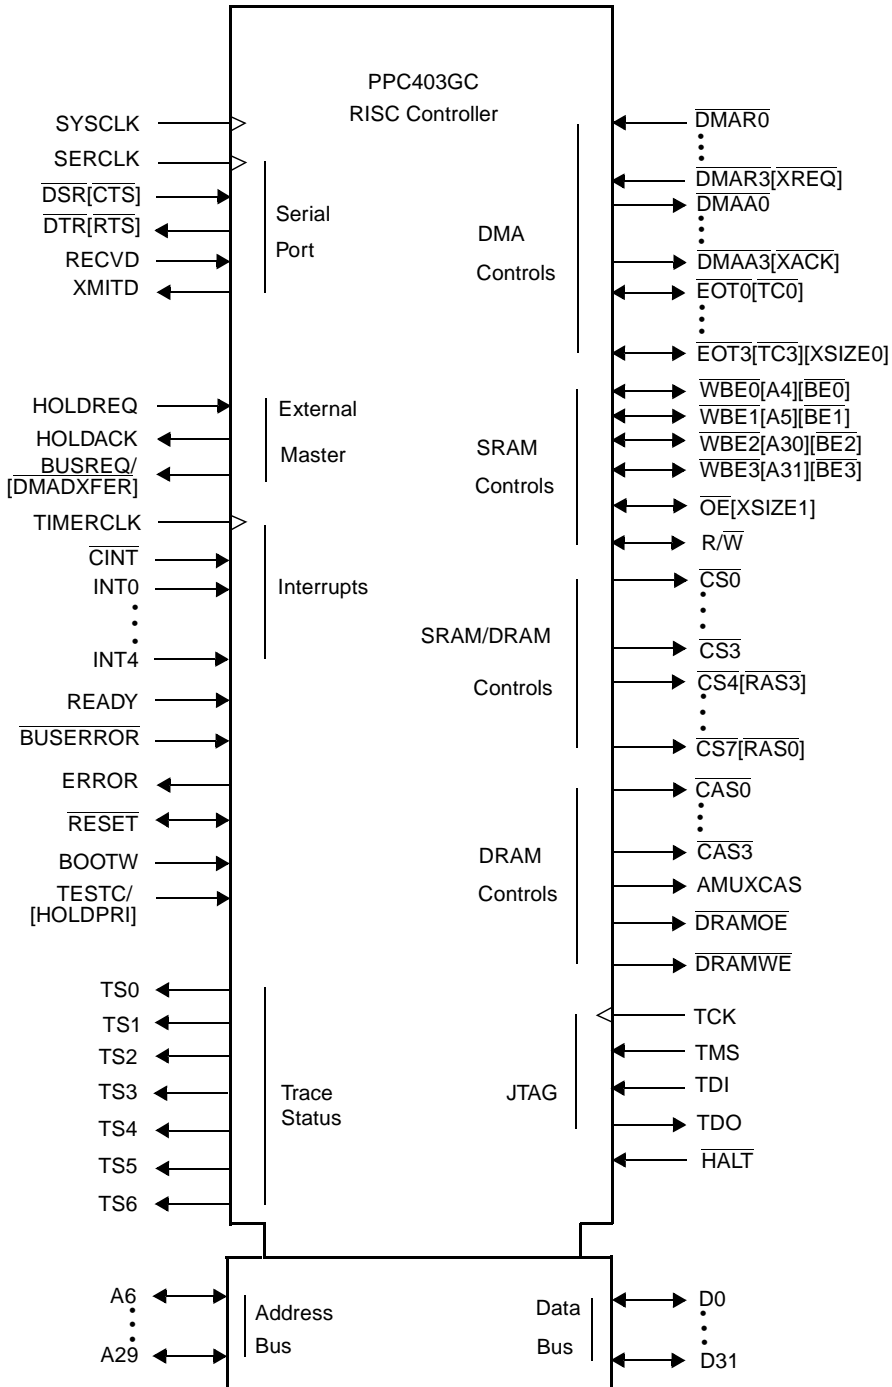 PPC403GC
RISC Controller
SYSCLK
SERCLK
DSR[CTS]
DTR[RTS]
RECVD
XMITD
Serial
Port
HOLDREQ
HOLDACK
BUSREQ/
[DMADXFER]
External
Master
TIMERCLK
CINT
INT0
INT4
Interrupts
READY
BUSERROR
ERROR
RESET
BOOTW
TESTC/
[HOLDPRI]
TS0
TS1
TS2
TS3
TS4
TS5
TS6
Trace
Status
A6
A29
Address
Bus
DMA
Controls
DMAR0
DMAR3[XREQ]
DMAA0
DMAA3[XACK]
EOT0[TC0]
EOT3[TC3][XSIZE0]
SRAM
Controls
WBE0[A4][BE0]
WBE1[A5][BE1]
WBE2[A30][BE2]
WBE3[A31][BE3]
OE[XSIZE1]
R/W
SRAM/DRAM
Controls
CS0
CS3
CS4[RAS3]
CS7[RAS0]
DRAM
Controls
CAS0
CAS3
AMUXCAS
DRAMOE
DRAMWE
JTAG
TCK
TMS
TDI
TDO
HALT
Data
Bus
D0
D31